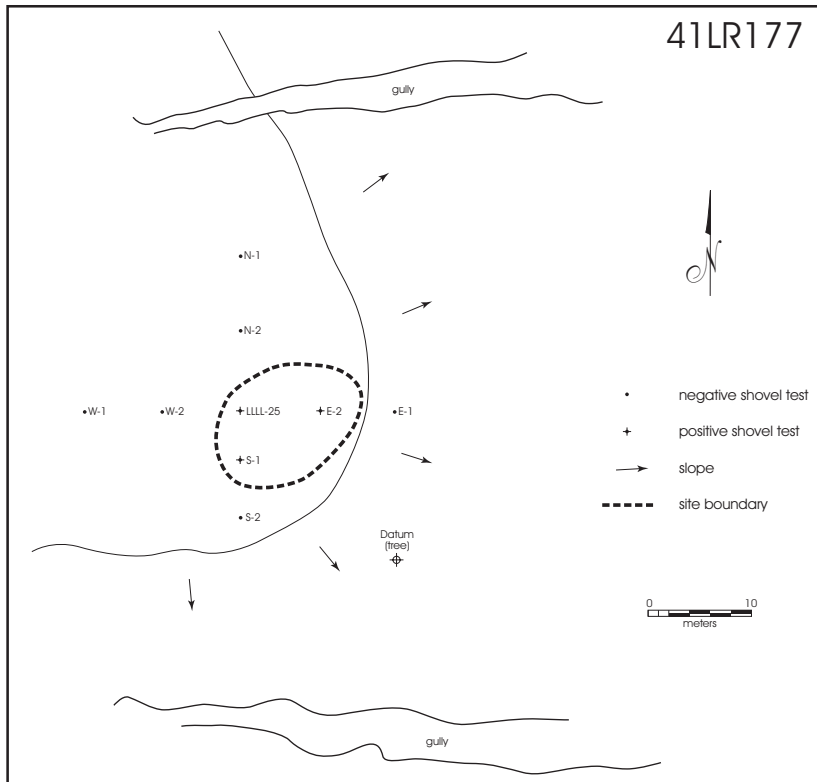 41LR177
gully
N-1
N
N-2
negative shovel test
W-1
W-2
LLLL-25
E-2
E-1
positive shovel test
S-1
slope
site boundary
S-2
Datum
(tree)
0 10
meters
gully